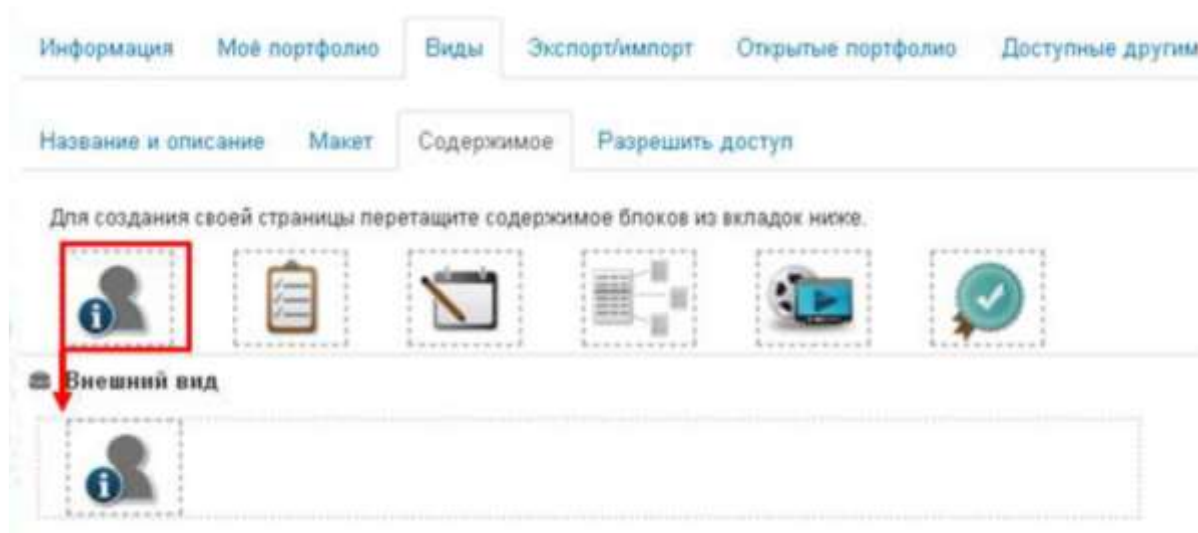 Информация Моё портфолио Виды Экспорт/импорт Открытые портфолио Доступные другим
Название и описание Макет Содержимое Разрешить доступ
Для создания своей страницы перетащите содержимое блоков из вкладок ниже.
Внешний вид